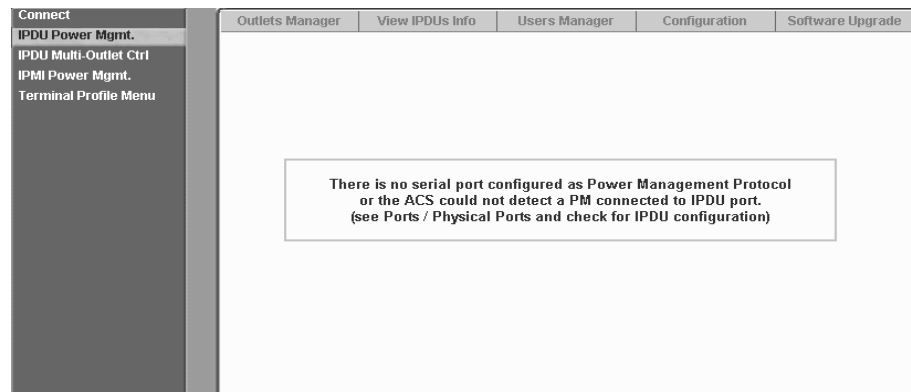 Connect
IPDU Power Mgmt.
IPDU Multi-Outlet Ctrl
IPMI Power Mgmt.
Terminal Profile Menu
Outlets Manager
View IPDUs Info
Users Manager
Configuration
Software Upgrade
There is no serial port configured as Power Management Protocol
or the ACS could not detect a PM connected to IPDU port.
(see Ports / Physical Ports and check for IPDU configuration)